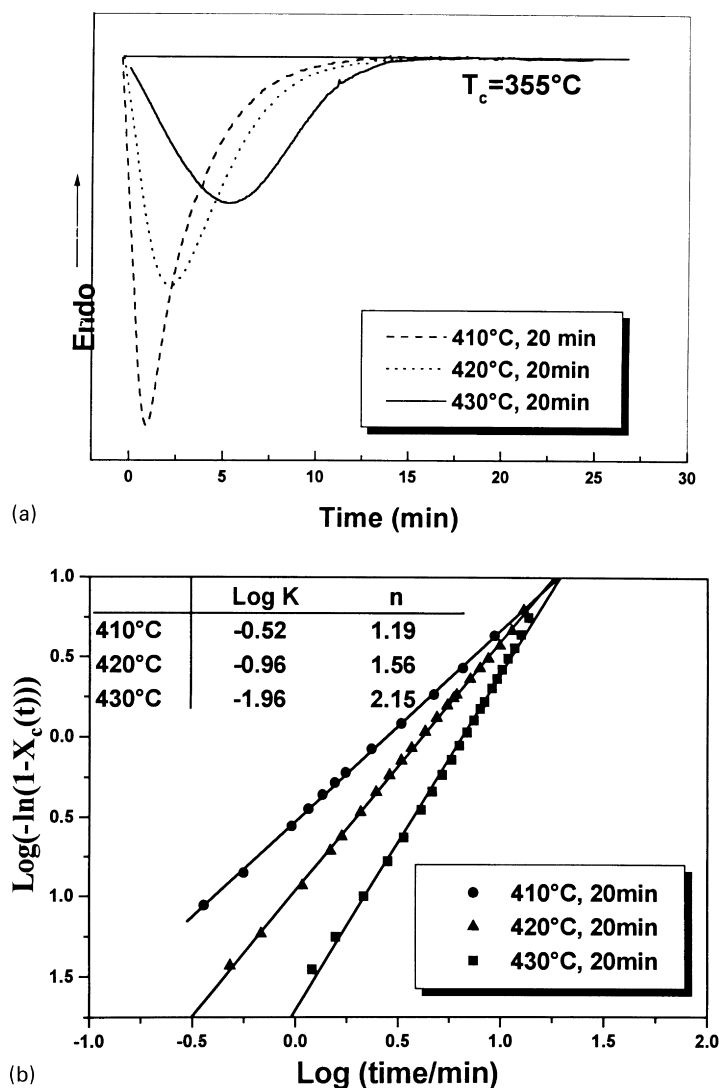 T_c=355°C
Endo
410°C, 20 min
420°C, 20min
430°C, 20min
0 5 10 15 20 25 30
(a)
Time (min)
Log K n
410°C -0.52 1.19
420°C -0.96 1.56
430°C -1.96 2.15
1.0
0.5
0.0
0.5
1.0
1.5
Log(-ln(1-X_c(t)))
410°C, 20min
420°C, 20min
430°C, 20min
-1.0 -0.5 0.0 0.5 1.0 1.5 2.0
(b)
Log (time/min)